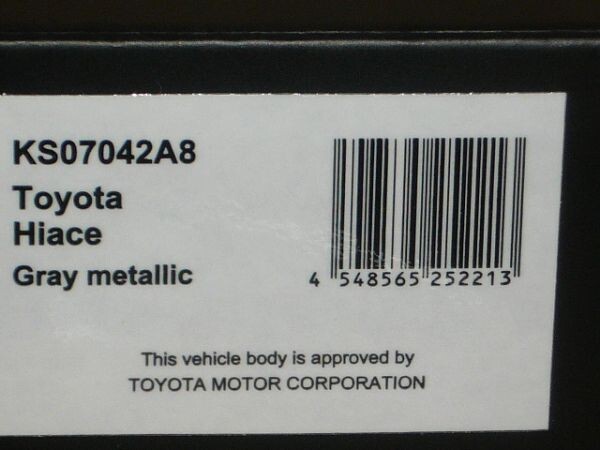 KS07042A8
Toyota
Hiace
Gray metallic
4 548565 252213
This vehicle body is approved by
TOYOTA MOTOR CORPORATION